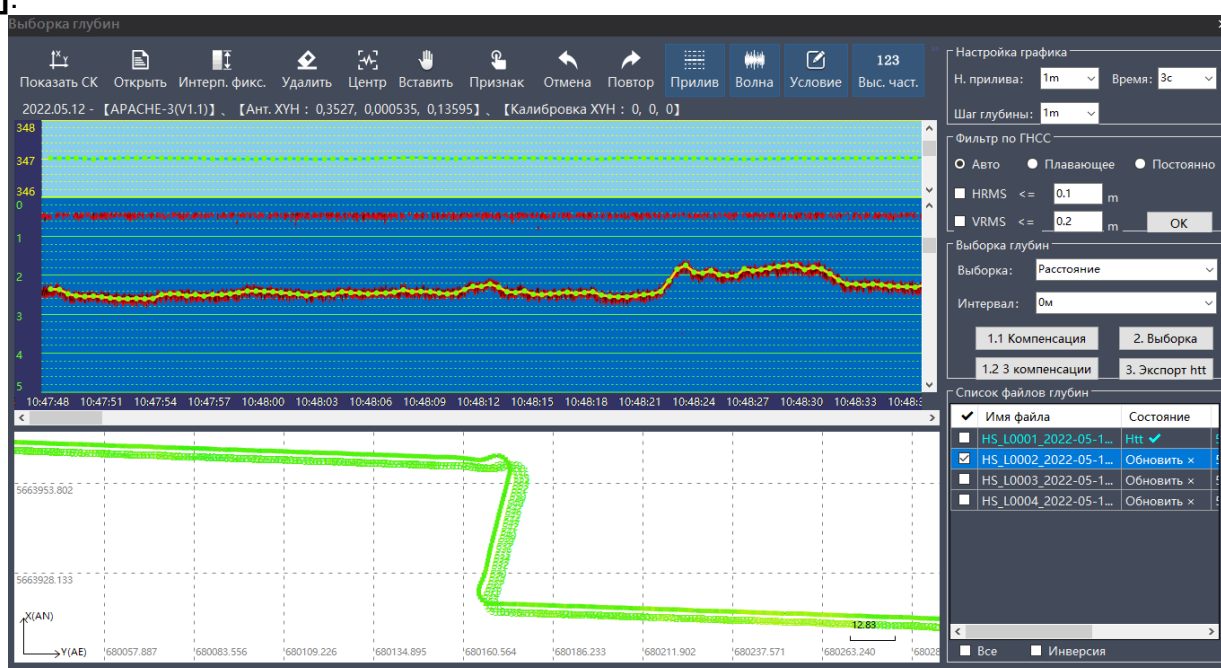 Выборка глубин
Показать СК Открыть Интерп. фикс. Удалить Центр Вставить Признак Отмена Повтор Прилив Волна Условие 123 Выс. част.
2022.05.12 - 【APACHE-3(V1.1)】、【Ант. XYH : 0,3527, 0,000535, 0,13595】、【Калибровка XYH : 0, 0, 0】
348
347
346
0
1
2
3
4
5
10:47:48 10:47:51 10:47:54 10:47:57 10:48:00 10:48:03 10:48:06 10:48:09 10:48:12 10:48:15 10:48:18 10:48:21 10:48:24 10:48:27 10:48:30 10:48:33 10:48:
5663953.802
5663928.133
X(AN)
12.83
Y(AE) 680057.887 680083.556 680109.226 680134.895 680160.564 680186.233 680211.902 680237.571 680263.240 68028
Настройка графика
Н. прилива: 1m Время: 3с
Шаг глубины: 1m
Фильтр по ГНСС
Авто Плавающее Постоянно
HRMS <= 0.1 m
VRMS <= 0.2 m OK
Выборка глубин
Выборка: Расстояние
Интервал: 0м
1.1 Компенсация 2. Выборка
1.2 3 компенсации 3. Экспорт htt
Список файлов глубин
Имя файла Состояние
HS_L0001_2022-05-1... Htt ✔
HS_L0002_2022-05-1... Обновить ×
HS_L0003_2022-05-1... Обновить ×
HS_L0004_2022-05-1... Обновить ×
Все Инверсия